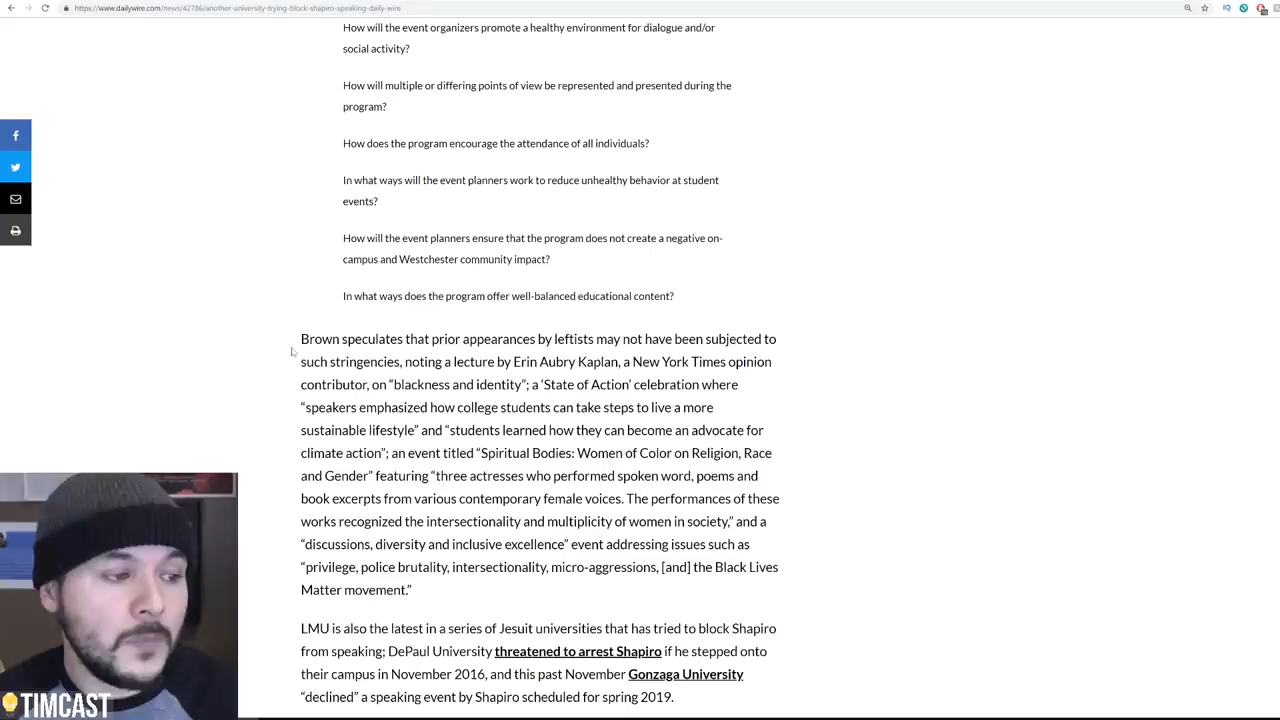 https://www.dailywire.com/news/42786/another-university-trying-block-shapiro-speaking-daily-wire
How will the event organizers promote a healthy environment for dialogue and/or
social activity?
How will multiple or differing points of view be represented and presented during the
program?
How does the program encourage the attendance of all individuals?
In what ways will the event planners work to reduce unhealthy behavior at student
events?
How will the event planners ensure that the program does not create a negative on-
campus and Westchester community impact?
In what ways does the program offer well-balanced educational content?
Brown speculates that prior appearances by leftists may not have been subjected to
such stringencies, noting a lecture by Erin Aubry Kaplan, a New York Times opinion
contributor, on “blackness and identity”; a ‘State of Action’ celebration where
“speakers emphasized how college students can take steps to live a more
sustainable lifestyle” and “students learned how they can become an advocate for
climate action”; an event titled “Spiritual Bodies: Women of Color on Religion, Race
and Gender” featuring “three actresses who performed spoken word, poems and
book excerpts from various contemporary female voices. The performances of these
works recognized the intersectionality and multiplicity of women in society,” and a
“discussions, diversity and inclusive excellence” event addressing issues such as
“privilege, police brutality, intersectionality, micro-aggressions, [and] the Black Lives
Matter movement.”
LMU is also the latest in a series of Jesuit universities that has tried to block Shapiro
from speaking; DePaul University threatened to arrest Shapiro if he stepped onto
their campus in November 2016, and this past November Gonzaga University
“declined” a speaking event by Shapiro scheduled for spring 2019.
TIMCAST